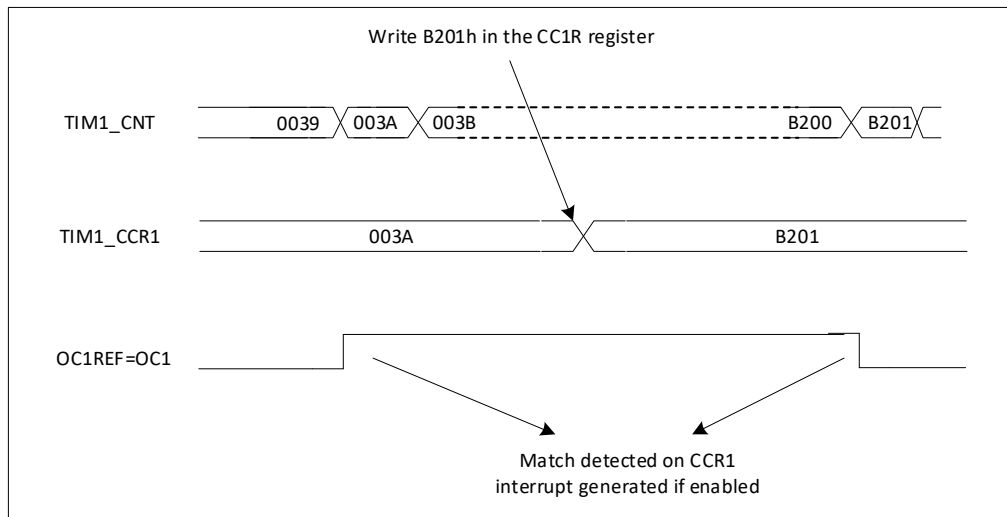 Write B201h in the CC1R register
TIM1_CNT 0039 003A 003B B200 B201
TIM1_CCR1 003A B201
OC1REF=OC1
Match detected on CCR1
interrupt generated if enabled